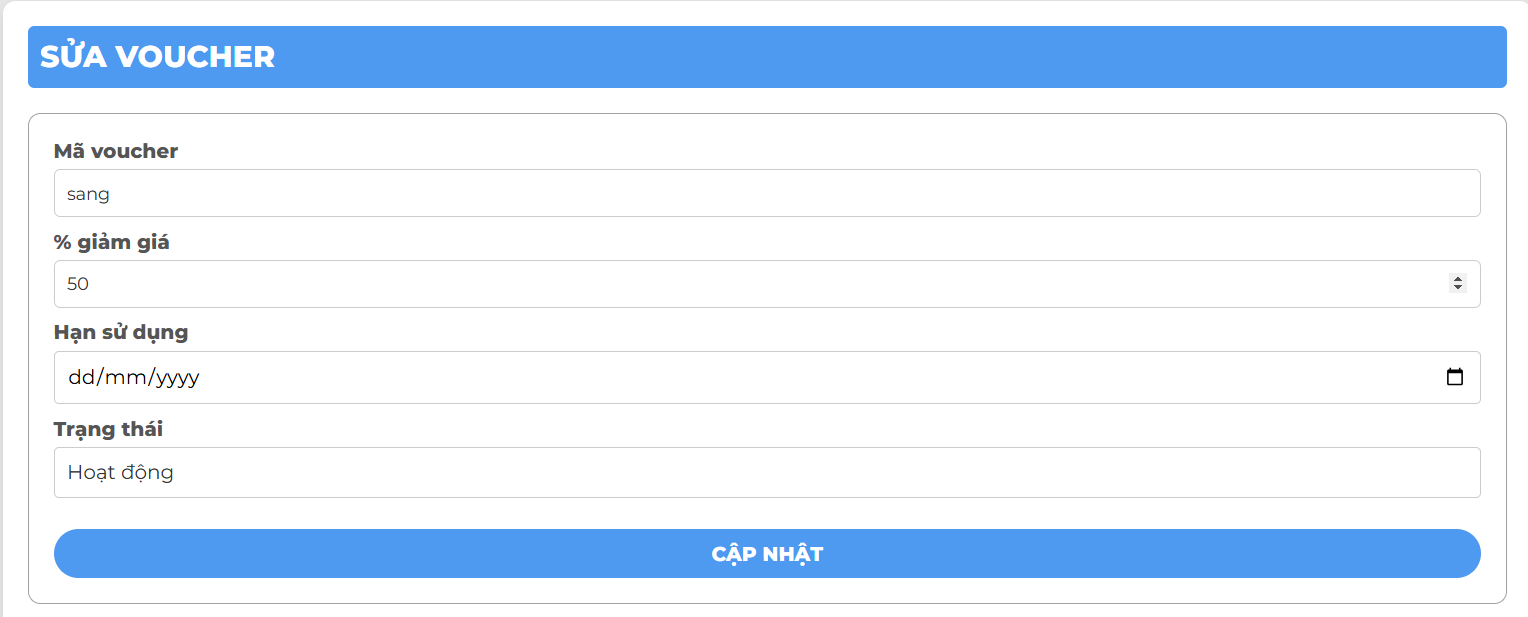 SỬA VOUCHER
Mã voucher
sang
% giảm giá
50
Hạn sử dụng
dd/mm/yyyy
Trạng thái
Hoạt động
CẬP NHẬT